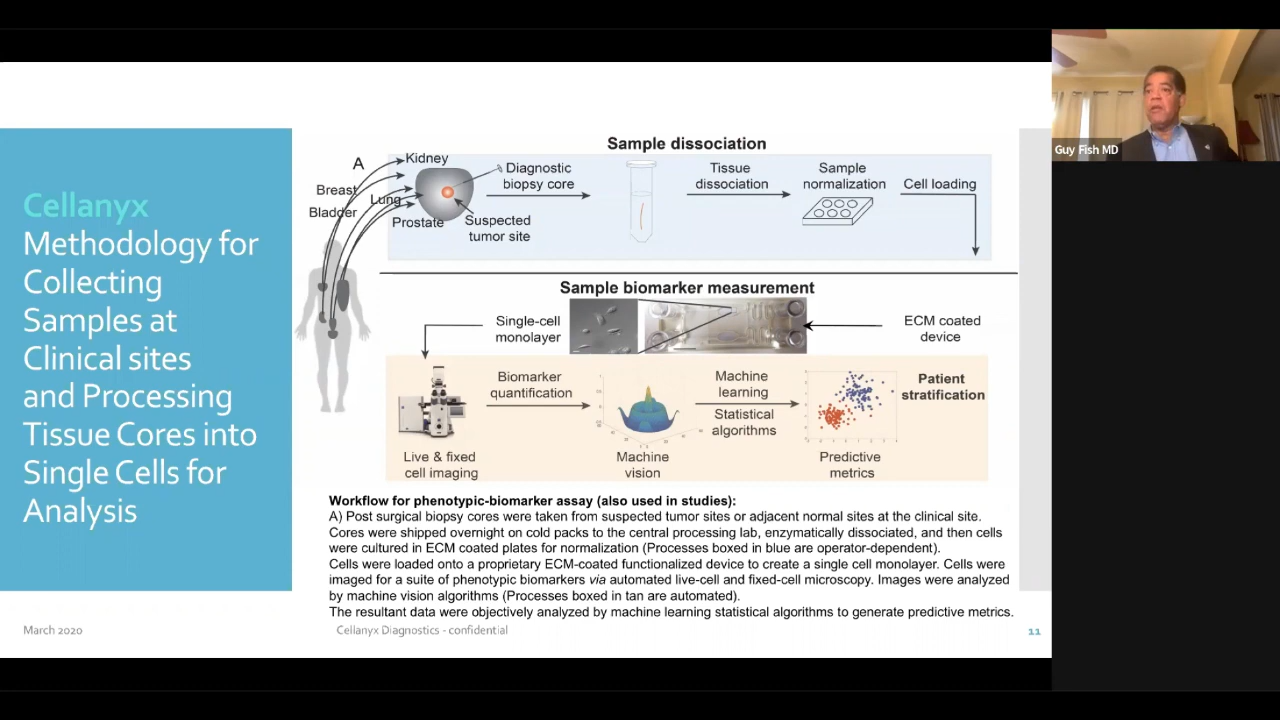 Cellanyx
Methodology for
Collecting
Samples at
Clinical sites
and Processing
Tissue Cores into
Single Cells for
Analysis
Sample dissociation
A
Kidney
Breast
Lung
Bladder
Prostate
Suspected
tumor site
Diagnostic
biopsy core
Tissue
dissociation
Sample
normalization
Cell loading
Sample biomarker measurement
Single-cell
monolayer
ECM coated
device
Biomarker
quantification
Machine
learning
Statistical
algorithms
Patient
stratification
Live & fixed
cell imaging
Machine
vision
Predictive
metrics
Workflow for phenotypic-biomarker assay (also used in studies):
A) Post surgical biopsy cores were taken from suspected tumor sites or adjacent normal sites at the clinical site.
Cores were shipped overnight on cold packs to the central processing lab, enzymatically dissociated, and then cells
were cultured in ECM coated plates for normalization (Processes boxed in blue are operator-dependent).
Cells were loaded onto a proprietary ECM-coated functionalized device to create a single cell monolayer. Cells were
imaged for a suite of phenotypic biomarkers via automated live-cell and fixed-cell microscopy. Images were analyzed
by machine vision algorithms (Processes boxed in tan are automated).
The resultant data were objectively analyzed by machine learning statistical algorithms to generate predictive metrics.
March 2020
Cellanyx Diagnostics - confidential
11
Guy Fish MD